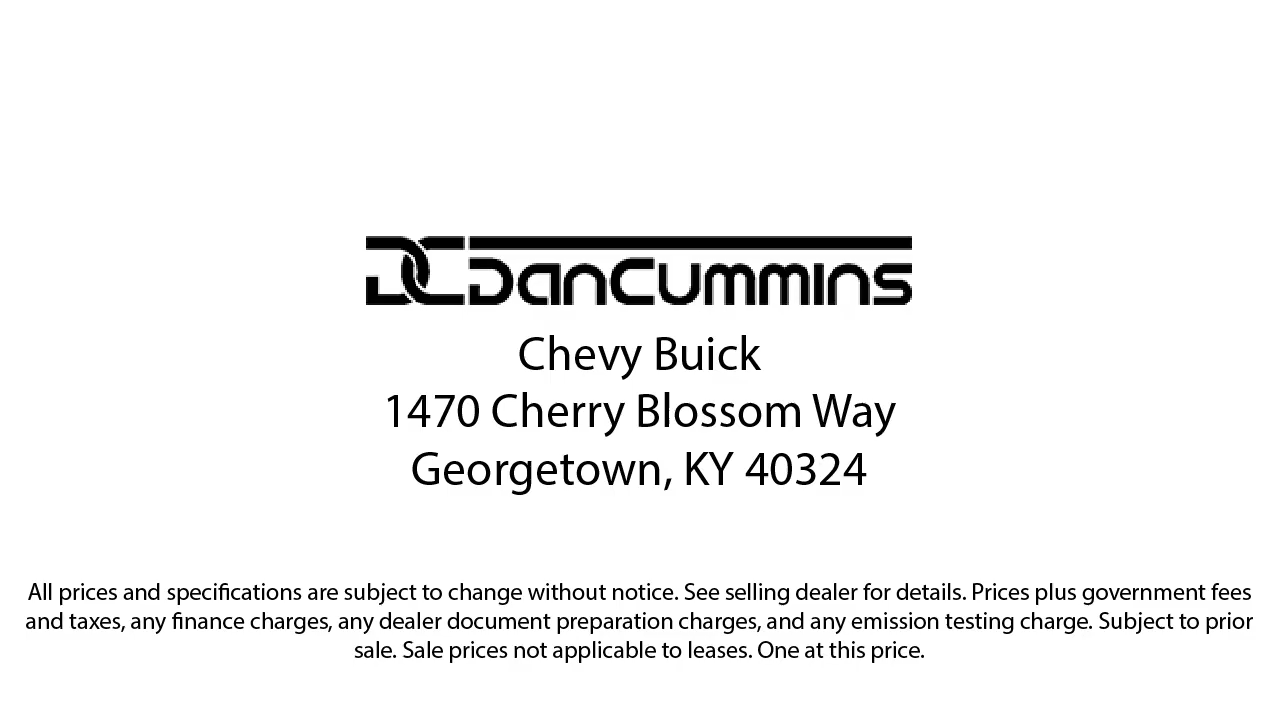 DC DanCummins
Chevy Buick
1470 Cherry Blossom Way
Georgetown, KY 40324
All prices and specifications are subject to change without notice. See selling dealer for details. Prices plus government fees
and taxes, any finance charges, any dealer document preparation charges, and any emission testing charge. Subject to prior
sale. Sale prices not applicable to leases. One at this price.